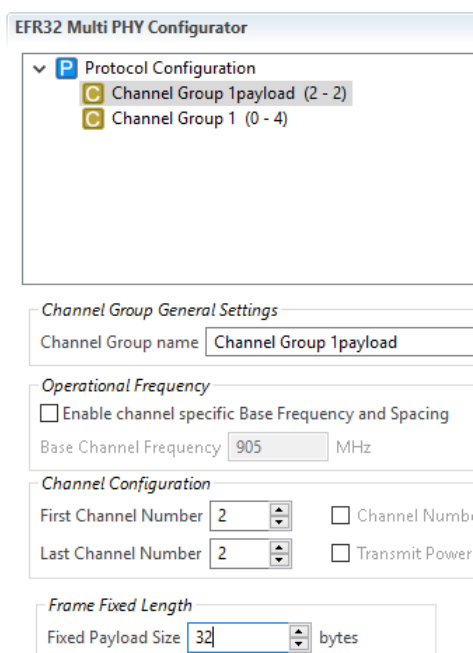 EFR32 Multi PHY Configurator
P Protocol Configuration
C Channel Group 1payload (2 - 2)
C Channel Group 1 (0 - 4)
Channel Group General Settings
Channel Group name Channel Group 1payload
Operational Frequency
Enable channel specific Base Frequency and Spacing
Base Channel Frequency 905 MHz
Channel Configuration
First Channel Number 2 Channel Numbe
Last Channel Number 2 Transmit Power
Frame Fixed Length
Fixed Payload Size 32 bytes